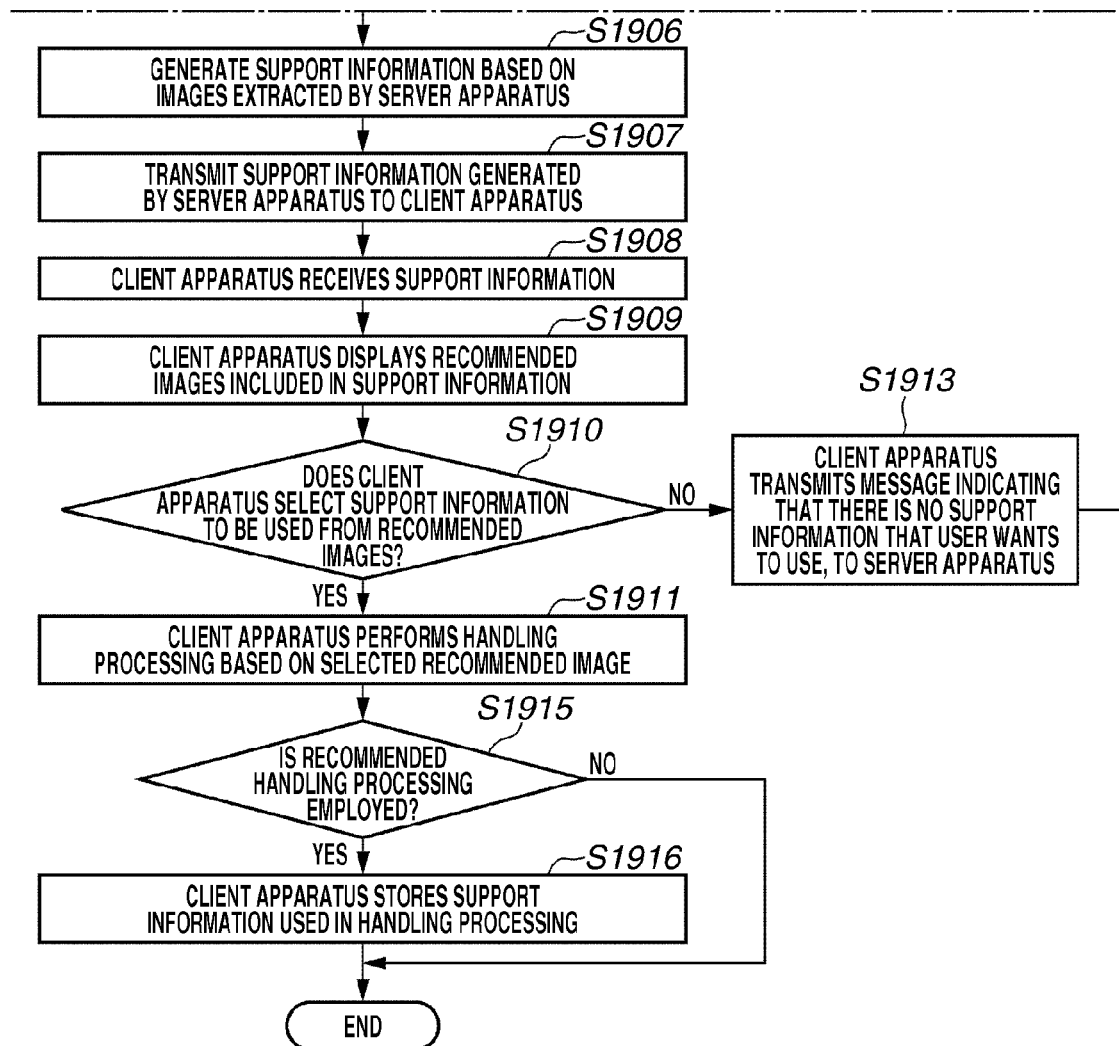 S1906
GENERATE SUPPORT INFORMATION BASED ON
IMAGES EXTRACTED BY SERVER APPARATUS
S1907
TRANSMIT SUPPORT INFORMATION GENERATED
BY SERVER APPARATUS TO CLIENT APPARATUS
S1908
CLIENT APPARATUS RECEIVES SUPPORT INFORMATION
S1909
CLIENT APPARATUS DISPLAYS RECOMMENDED
IMAGES INCLUDED IN SUPPORT INFORMATION
S1910
DOES CLIENT
APPARATUS SELECT SUPPORT INFORMATION
TO BE USED FROM RECOMMENDED
IMAGES?
NO
S1913
CLIENT APPARATUS
TRANSMITS MESSAGE INDICATING
THAT THERE IS NO SUPPORT
INFORMATION THAT USER WANTS
TO USE, TO SERVER APPARATUS
YES
S1911
CLIENT APPARATUS PERFORMS HANDLING
PROCESSING BASED ON SELECTED RECOMMENDED IMAGE
S1915
IS RECOMMENDED
HANDLING PROCESSING
EMPLOYED?
NO
YES
S1916
CLIENT APPARATUS STORES SUPPORT
INFORMATION USED IN HANDLING PROCESSING
END